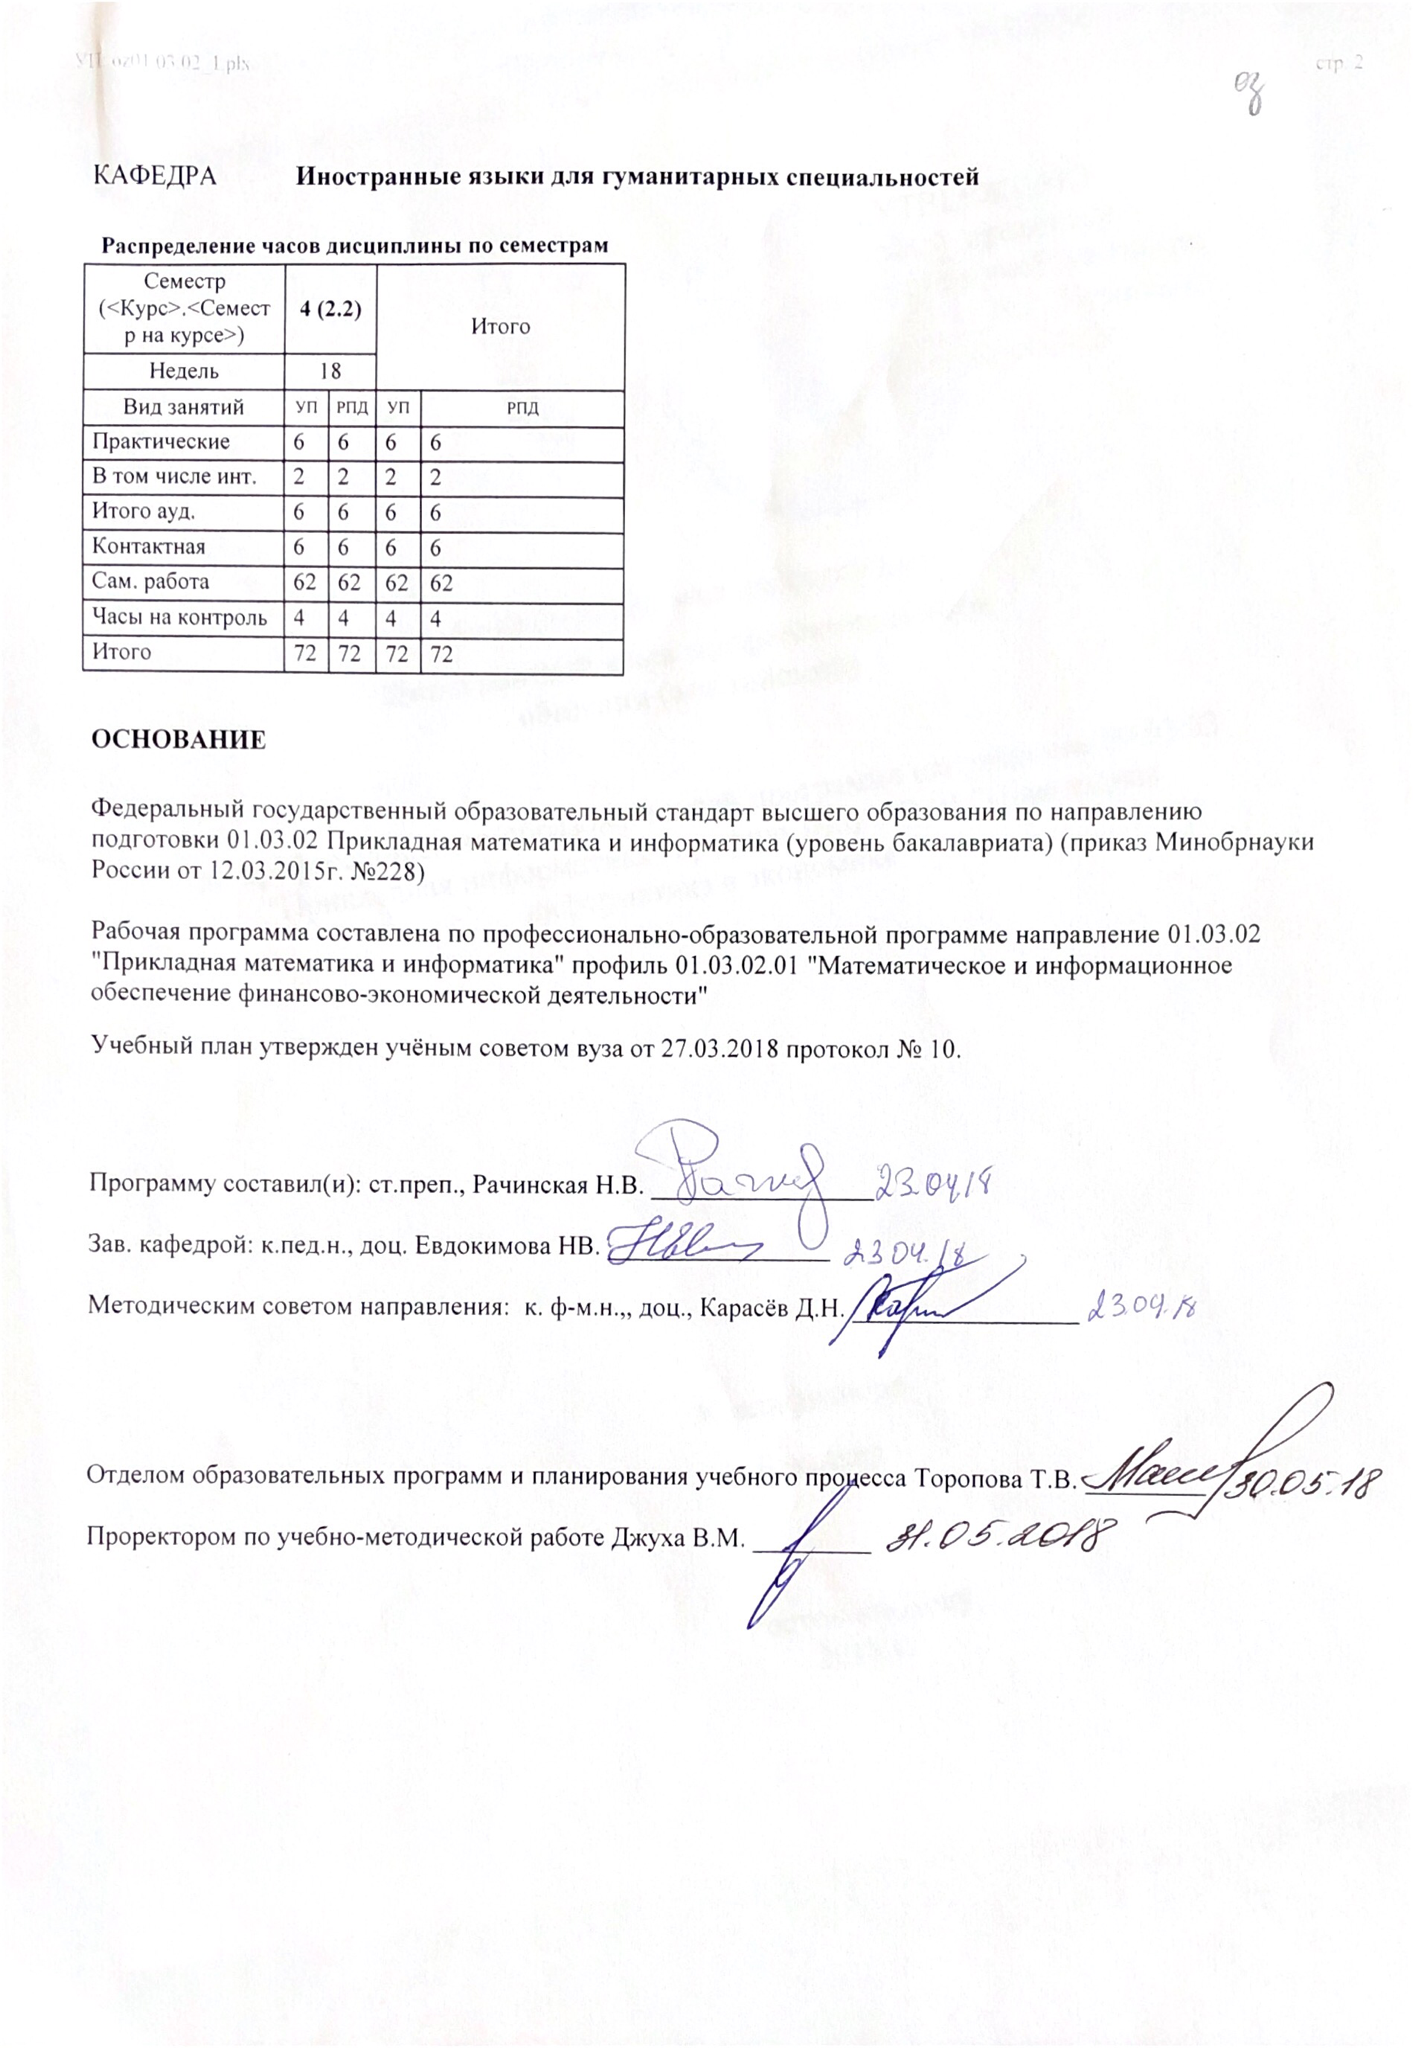 стр. 2
оз
КАФЕДРА Иностранные языки для гуманитарных специальностей
Распределение часов дисциплины по семестрам
Семестр
(<Курс>.<Семест
р на курсе>) 4 (2.2) Итого
Недель 18
Вид занятий УП РПД УП РПД
Практические 6 6 6 6
В том числе инт. 2 2 2 2
Итого ауд. 6 6 6 6
Контактная 6 6 6 6
Сам. работа 62 62 62 62
Часы на контроль 4 4 4 4
Итого 72 72 72 72
ОСНОВАНИЕ
Федеральный государственный образовательный стандарт высшего образования по направлению
подготовки 01.03.02 Прикладная математика и информатика (уровень бакалавриата) (приказ Минобрнауки
России от 12.03.2015г. №228)
Рабочая программа составлена по профессионально-образовательной программе направление 01.03.02
"Прикладная математика и информатика" профиль 01.03.02.01 "Математическое и информационное
обеспечение финансово-экономической деятельности"
Учебный план утвержден учёным советом вуза от 27.03.2018 протокол № 10.
Программу составил(и): ст.преп., Рачинская Н.В. 23.04.18
Зав. кафедрой: к.пед.н., доц. Евдокимова НВ. 23.04.18
Методическим советом направления: к. ф-м.н.,, доц., Карасёв Д.Н. 23.04.18
Отделом образовательных программ и планирования учебного процесса Торопова Т.В. 30.05.18
Проректором по учебно-методической работе Джуха В.М. 31.05.2018